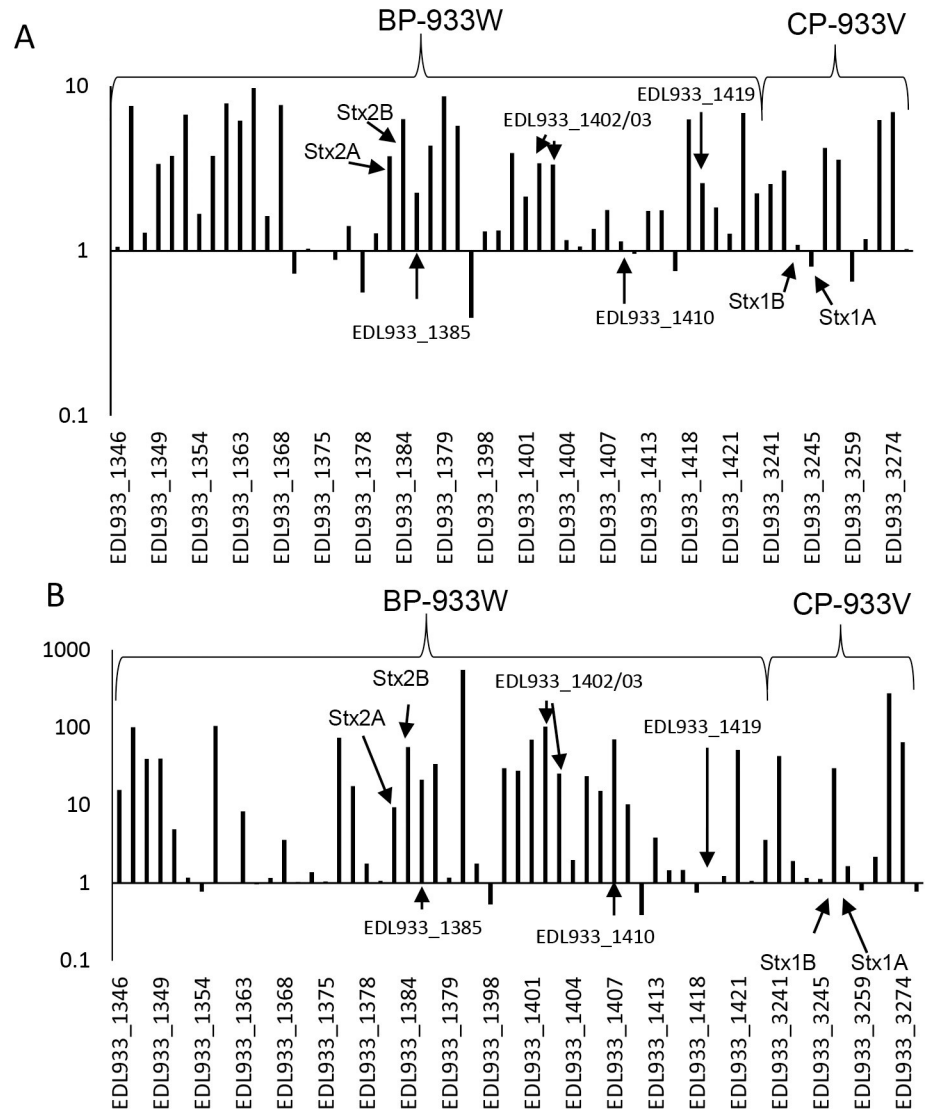 A
BP-933W
CP-933V
10
1
0.1
Stx2B
Stx2A
EDL933_1402/03
EDL933_1419
EDL933_1385
EDL933_1410
Stx1B
Stx1A
EDL933_1346
EDL933_1349
EDL933_1354
EDL933_1363
EDL933_1368
EDL933_1375
EDL933_1378
EDL933_1384
EDL933_1379
EDL933_1398
EDL933_1401
EDL933_1404
EDL933_1407
EDL933_1413
EDL933_1418
EDL933_1421
EDL933_3241
EDL933_3245
EDL933_3259
EDL933_3274
B
BP-933W
CP-933V
1000
100
10
1
0.1
Stx2B
Stx2A
EDL933_1402/03
EDL933_1419
EDL933_1385
EDL933_1410
Stx1B
Stx1A
EDL933_1346
EDL933_1349
EDL933_1354
EDL933_1363
EDL933_1368
EDL933_1375
EDL933_1378
EDL933_1384
EDL933_1379
EDL933_1398
EDL933_1401
EDL933_1404
EDL933_1407
EDL933_1413
EDL933_1418
EDL933_1421
EDL933_3241
EDL933_3245
EDL933_3259
EDL933_3274